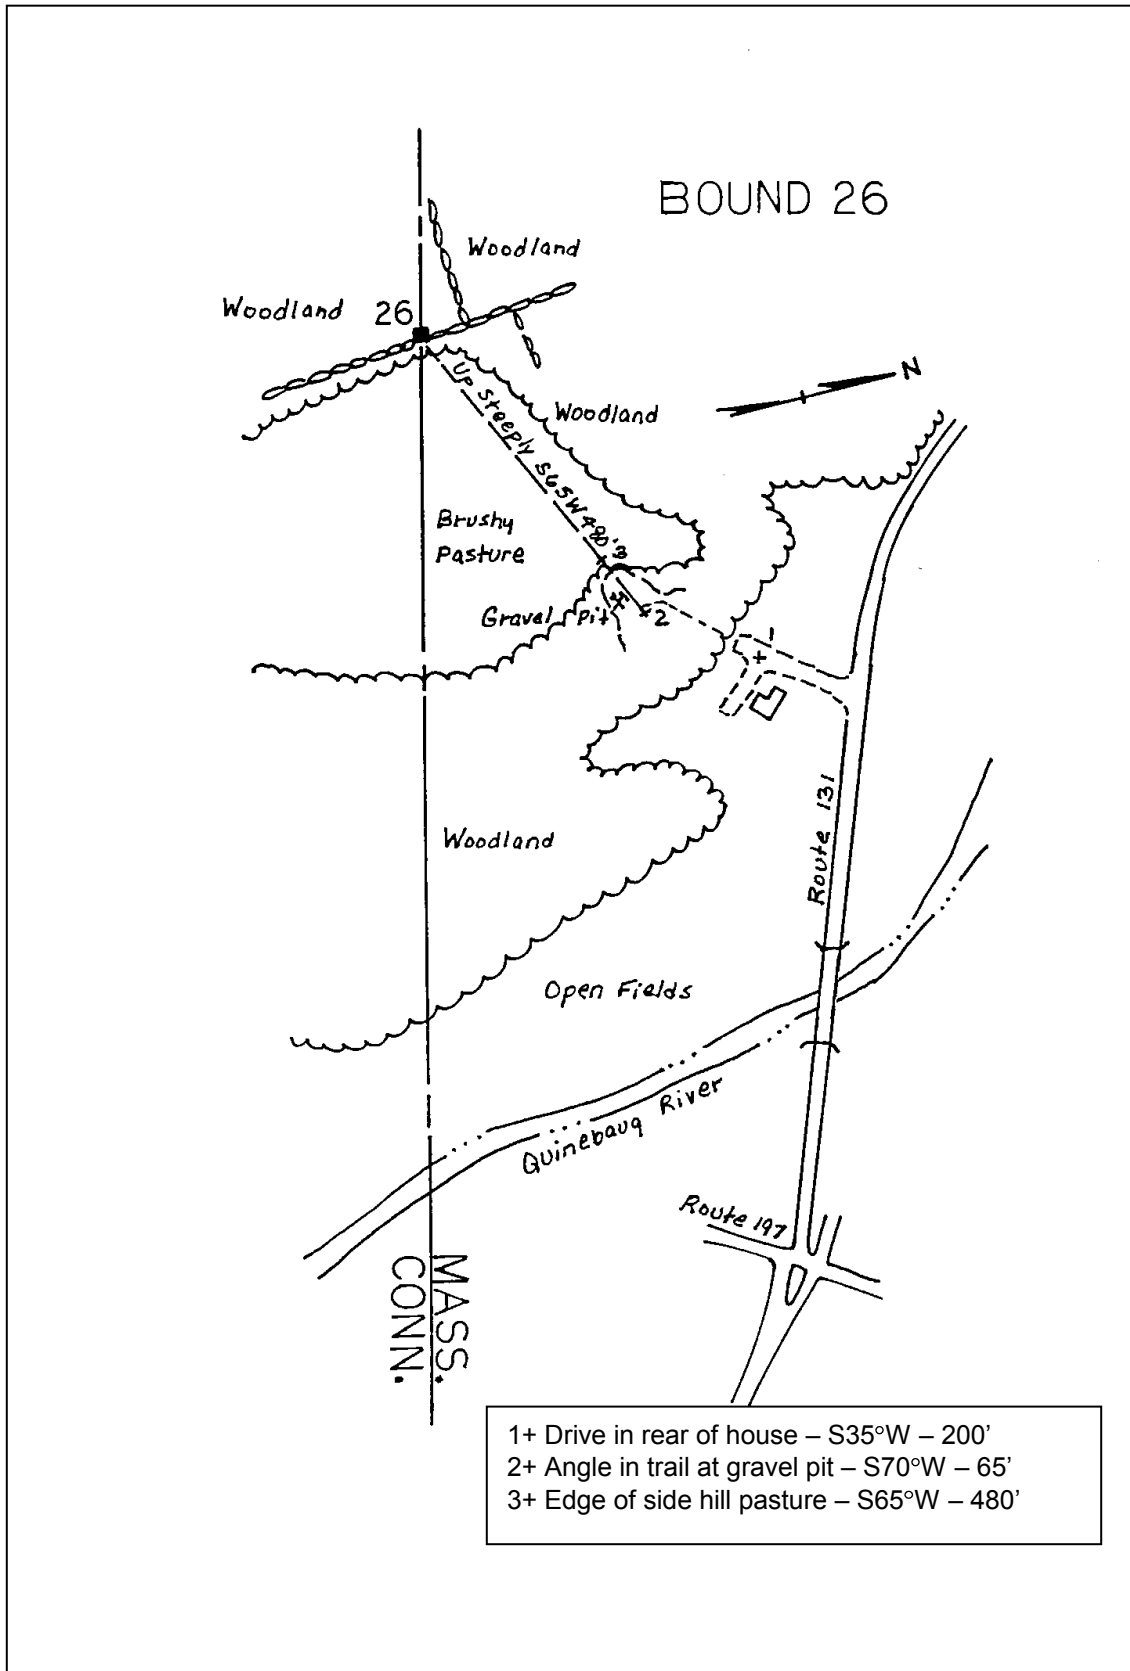 BOUND 26
Woodland
Woodland
26
N
Up Steeply S65W 480'
3
Woodland
Brushy
Pasture
Gravel Pit
2
1
Route 131
Woodland
Open Fields
Quinebaug River
Route 197
MASS.
CONN.
1+ Drive in rear of house – S35°W – 200’
2+ Angle in trail at gravel pit – S70°W – 65’
3+ Edge of side hill pasture – S65°W – 480’